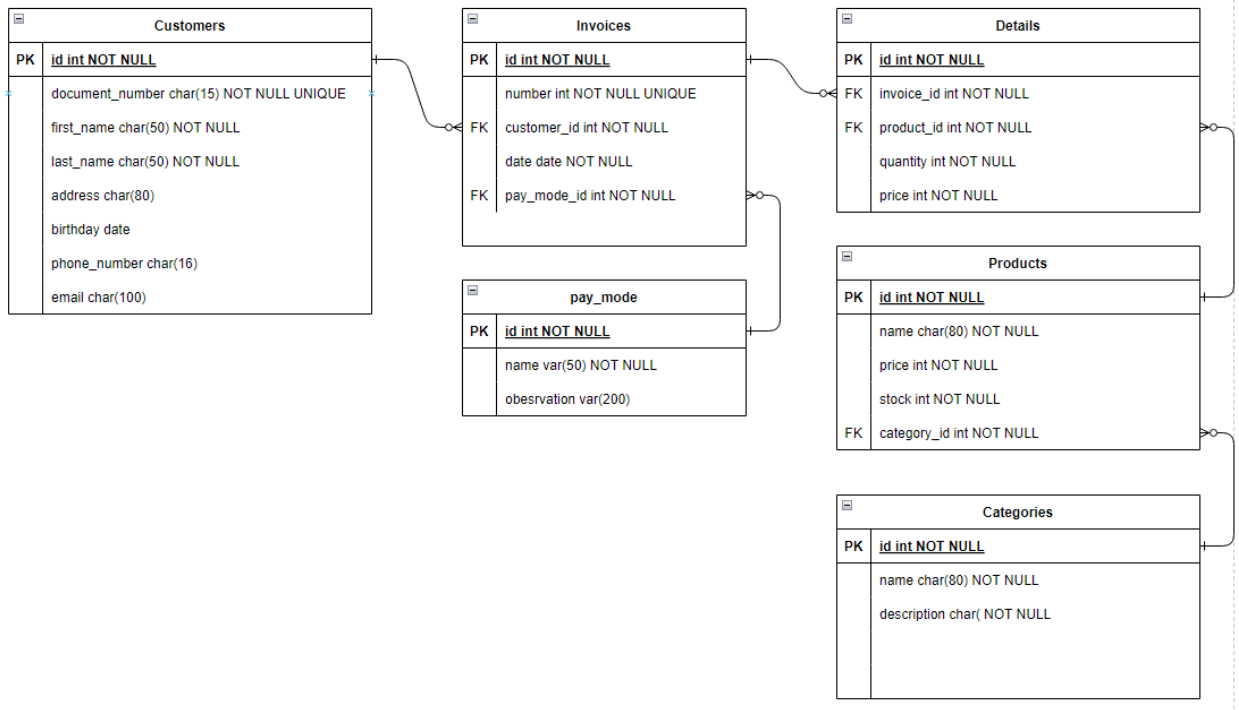 Customers
PK id int NOT NULL
document_number char(15) NOT NULL UNIQUE
first_name char(50) NOT NULL
last_name char(50) NOT NULL
address char(80)
birthday date
phone_number char(16)
email char(100)
Invoices
PK id int NOT NULL
number int NOT NULL UNIQUE
FK customer_id int NOT NULL
date date NOT NULL
FK pay_mode_id int NOT NULL
pay_mode
PK id int NOT NULL
name var(50) NOT NULL
obesrvation var(200)
Details
PK id int NOT NULL
FK invoice_id int NOT NULL
FK product_id int NOT NULL
quantity int NOT NULL
price int NOT NULL
Products
PK id int NOT NULL
name char(80) NOT NULL
price int NOT NULL
stock int NOT NULL
FK category_id int NOT NULL
Categories
PK id int NOT NULL
name char(80) NOT NULL
description char( NOT NULL